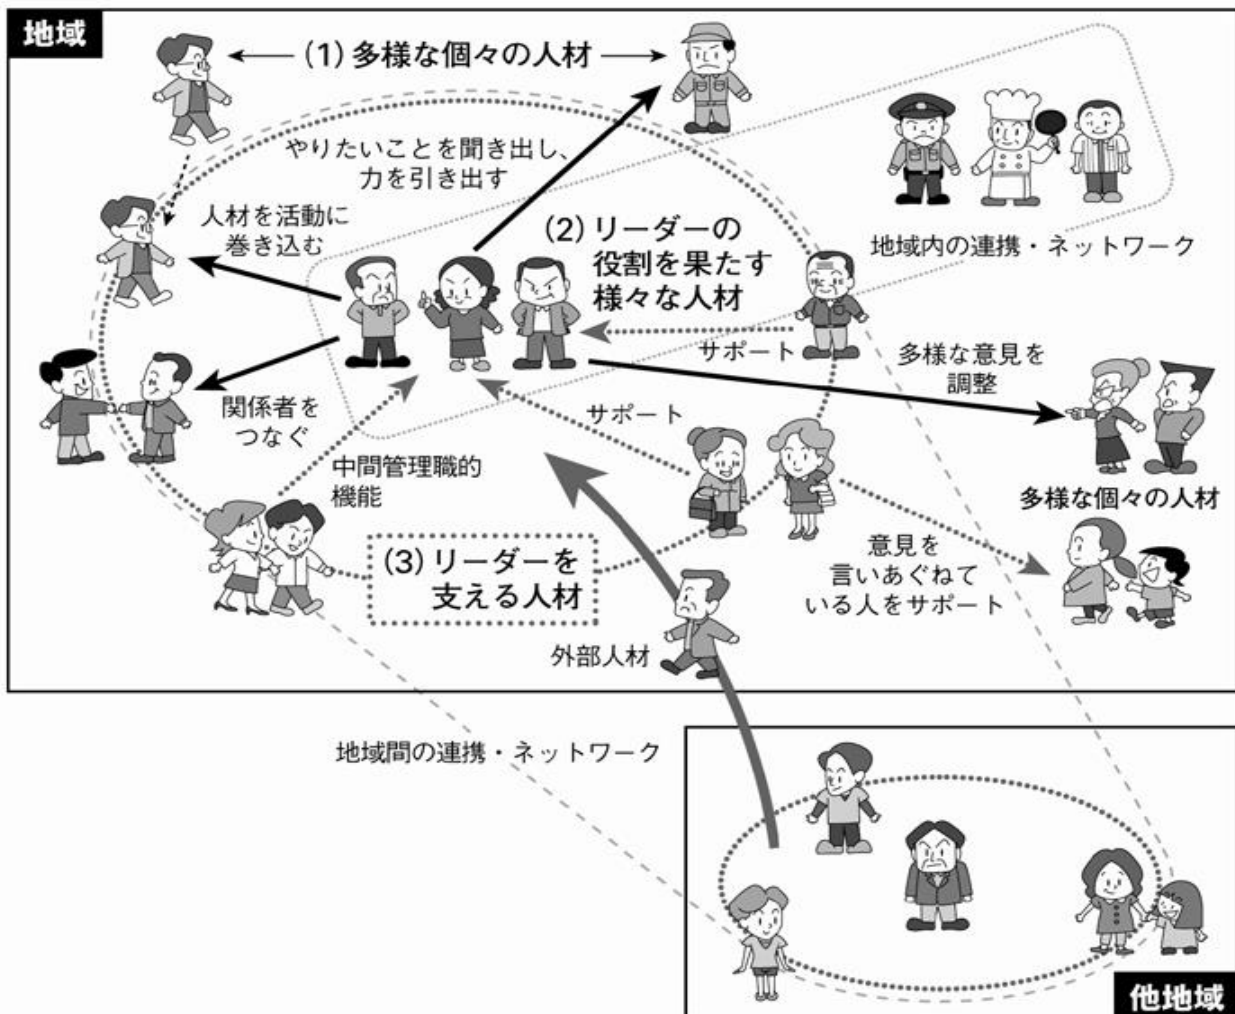 地域
(1)多様な個々の人材
やりたいことを聞き出し、
力を引き出す
人材を活動に
巻き込む
(2)リーダーの
役割を果たす
様々な人材
地域内の連携・ネットワーク
サポート
多様な意見を
調整
関係者を
つなぐ
サポート
中間管理職的
機能
多様な個々の人材
(3)リーダーを
支える人材
意見を
言いあぐねて
いる人をサポート
外部人材
地域間の連携・ネットワーク
他地域